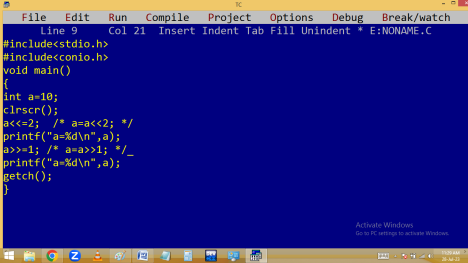 TC
File Edit Run Compile Project Options Debug Break/watch
Line 9 Col 21 Insert Indent Tab Fill Unindent * E:NONAME.C
#include<stdio.h>
#include<conio.h>
void main()
{
int a=10;
clrscr();
a<<=2; /* a=a<<2; */
printf("a=%d\n",a);
a>>=1; /* a=a>>1; */_
printf("a=%d\n",a);
getch();
}
Activate Windows
Go to PC settings to activate Windows.